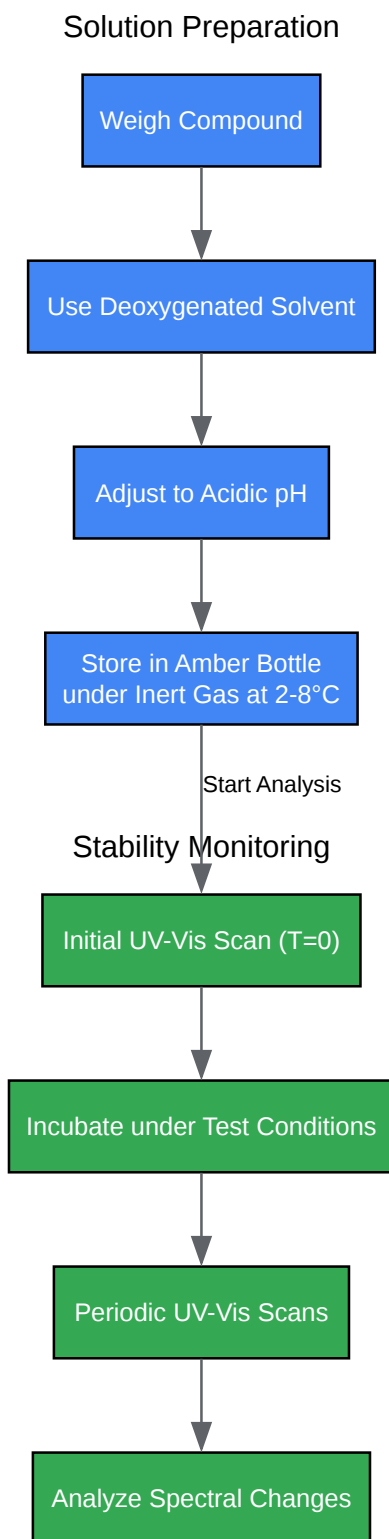 Solution Preparation
Weigh Compound
Use Deoxygenated Solvent
Adjust to Acidic pH
Store in Amber Bottle
under Inert Gas at 2-8°C
Start Analysis
Stability Monitoring
Initial UV-Vis Scan (T=0)
Incubate under Test Conditions
Periodic UV-Vis Scans
Analyze Spectral Changes